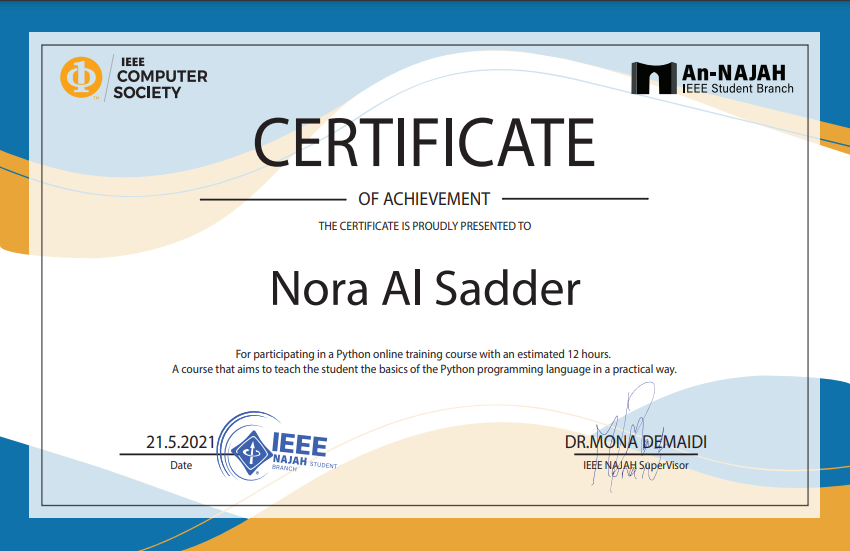 IEEE
COMPUTER
SOCIETY
An-NAJAH
IEEE Student Branch
CERTIFICATE
OF ACHIEVEMENT
THE CERTIFICATE IS PROUDLY PRESENTED TO
Nora Al Sadder
For participating in a Python online training course with an estimated 12 hours.
A course that aims to teach the student the basics of the Python programming language in a practical way.
21.5.2021
Date
IEEE
NAJAH STUDENT
BRANCH
DR.MONA DEMAIDI
IEEE NAJAH SuperVisor